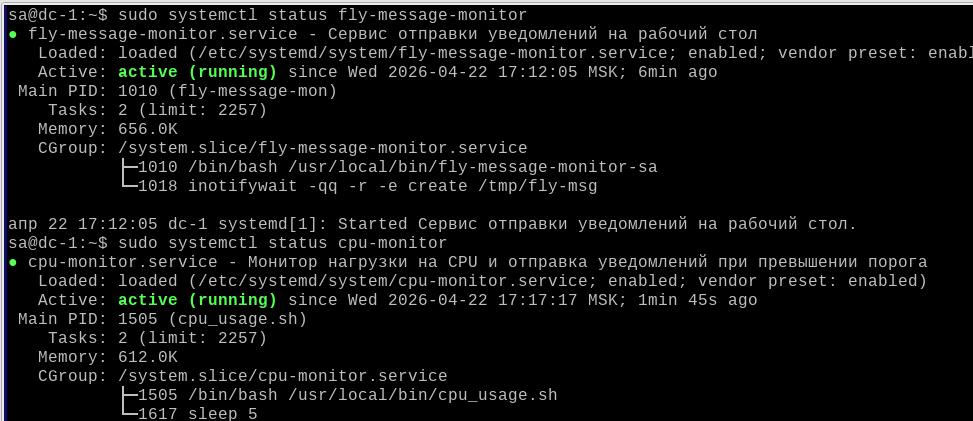 sa@dc-1:~$ sudo systemctl status fly-message-monitor
● fly-message-monitor.service - Сервис отправки уведомлений на рабочий стол
   Loaded: loaded (/etc/systemd/system/fly-message-monitor.service; enabled; vendor preset: enabl
   Active: active (running) since Wed 2026-04-22 17:12:05 MSK; 6min ago
 Main PID: 1010 (fly-message-mon)
    Tasks: 2 (limit: 2257)
   Memory: 656.0K
   CGroup: /system.slice/fly-message-monitor.service
           ├─1010 /bin/bash /usr/local/bin/fly-message-monitor-sa
           └─1018 inotifywait -qq -r -e create /tmp/fly-msg

апр 22 17:12:05 dc-1 systemd[1]: Started Сервис отправки уведомлений на рабочий стол.
sa@dc-1:~$ sudo systemctl status cpu-monitor
● cpu-monitor.service - Монитор нагрузки на CPU и отправка уведомлений при превышении порога
   Loaded: loaded (/etc/systemd/system/cpu-monitor.service; enabled; vendor preset: enabled)
   Active: active (running) since Wed 2026-04-22 17:17:17 MSK; 1min 45s ago
 Main PID: 1505 (cpu_usage.sh)
    Tasks: 2 (limit: 2257)
   Memory: 612.0K
   CGroup: /system.slice/cpu-monitor.service
           ├─1505 /bin/bash /usr/local/bin/cpu_usage.sh
           └─1617 sleep 5